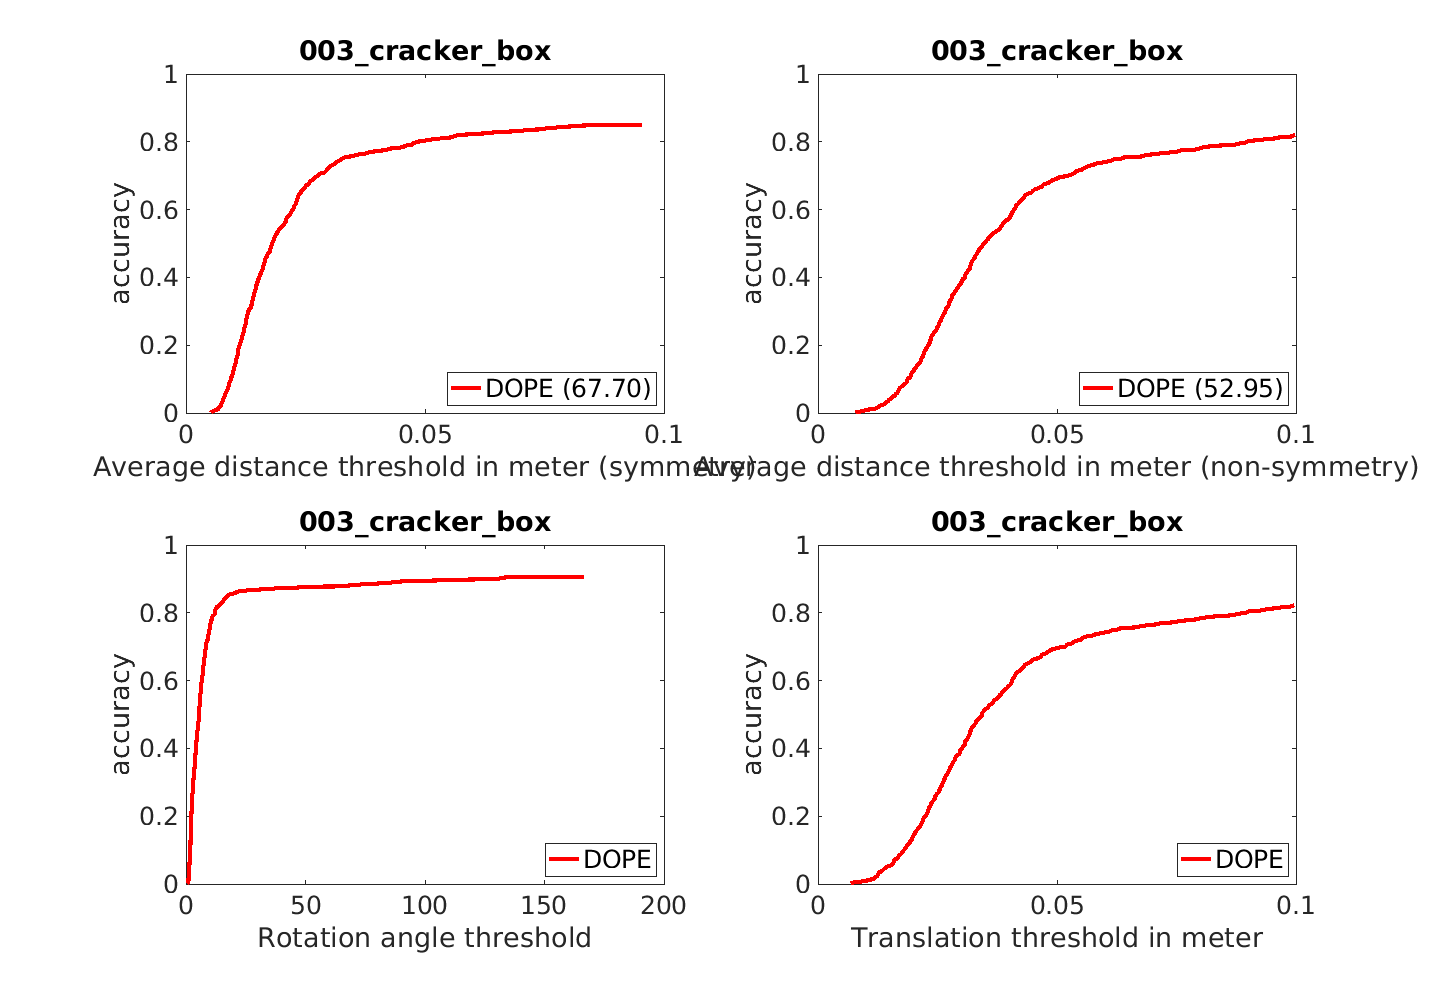 003_cracker_box
1
0.8
0.6
0.4
0.2
0
accuracy
DOPE (67.70)
0
0.05
0.1
Average distance threshold in meter (symmetry)
003_cracker_box
1
0.8
0.6
0.4
0.2
0
accuracy
DOPE (52.95)
0
0.05
0.1
Average distance threshold in meter (non-symmetry)
003_cracker_box
1
0.8
0.6
0.4
0.2
0
accuracy
DOPE
0
50
100
150
200
Rotation angle threshold
003_cracker_box
1
0.8
0.6
0.4
0.2
0
accuracy
DOPE
0
0.05
0.1
Translation threshold in meter